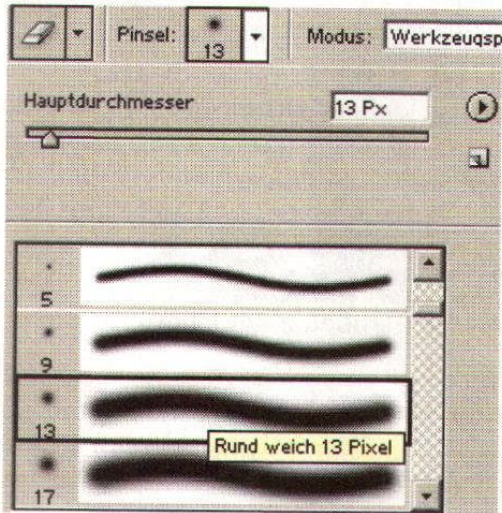 Pinsel: 13 Modus: Werkzeugsp
Hauptdurchmesser 13 Px
5
9
13
Rund weich 13 Pixel
17